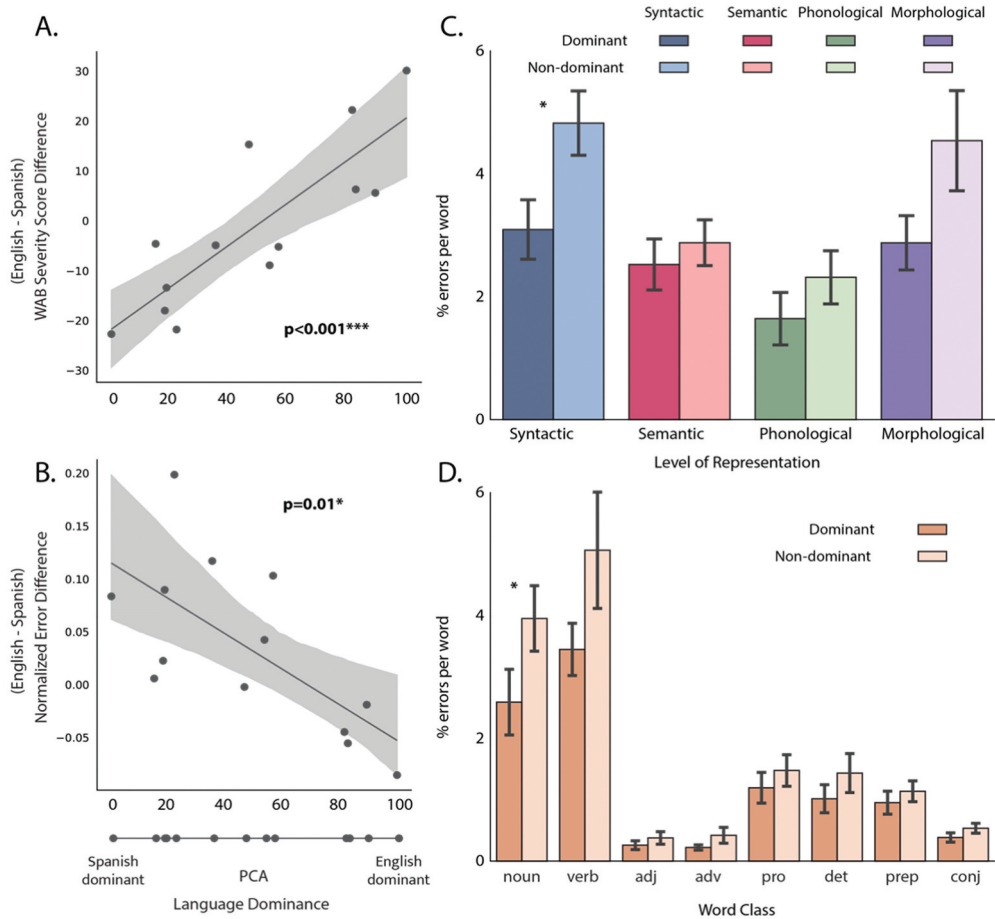 A.
30
20
10
0
−10
−20
−30
(English - Spanish)
WAB Severity Score Difference
p<0.001***
0 20 40 60 80 100
B.
0.20
0.15
0.10
0.05
0.00
−0.05
(English - Spanish)
Normalized Error Difference
p=0.01*
0 20 40 60 80 100
Spanish
dominant
PCA
English
dominant
Language Dominance
C.
Syntactic Semantic Phonological Morphological
Dominant
Non-dominant
6
4
2
0
% errors per word
*
Syntactic Semantic Phonological Morphological
Level of Representation
D.
6
4
2
0
% errors per word
Dominant
Non-dominant
*
noun verb adj adv pro det prep conj
Word Class